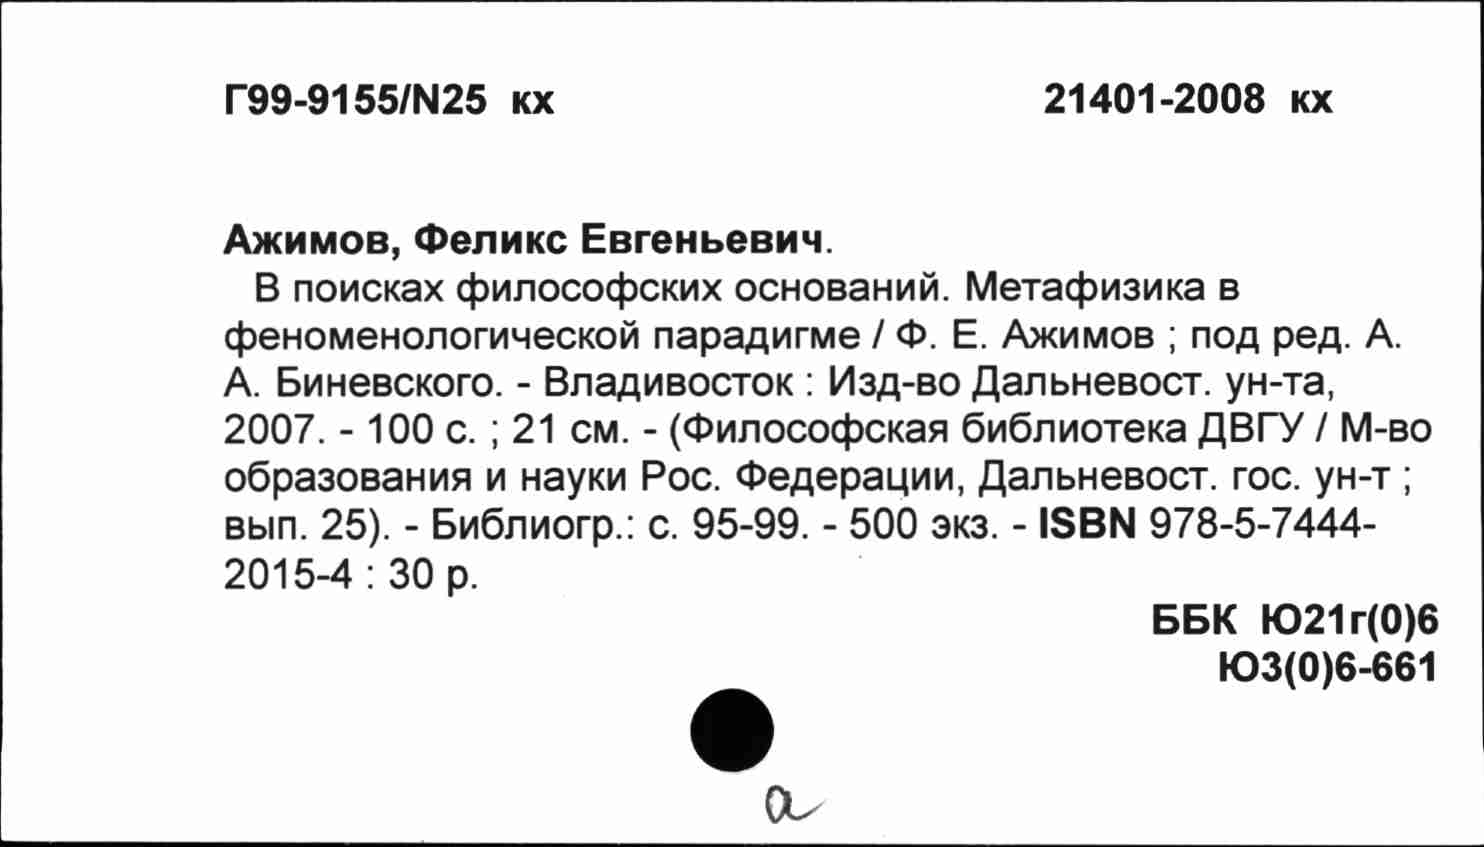 Г99-9155/N25 кх 21401-2008 кх
Ажимов, Феликс Евгеньевич.
В поисках философских оснований. Метафизика в
феноменологической парадигме / Ф. Е. Ажимов ; под ред. А.
А. Биневского. - Владивосток : Изд-во Дальневост. ун-та,
2007. - 100 с. ; 21 см. - (Философская библиотека ДВГУ / М-во
образования и науки Рос. Федерации, Дальневост. гос. ун-т ;
вып. 25). - Библиогр.: с. 95-99. - 500 экз. - ISBN 978-5-7444-
2015-4 : 30 р.
ББК Ю21г(0)6
Ю3(0)6-661
а